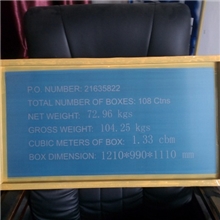 P.O. NUMBER: 21635822
TOTAL NUMBER OF BOXES: 108 Ctns
NET WEIGHT: 72.96 kgs
GROSS WEIGHT: 104.25 kgs
CUBIC METERS OF BOX: 1.33 cbm
BOX DIMENSION: 1210*990*1110 mm